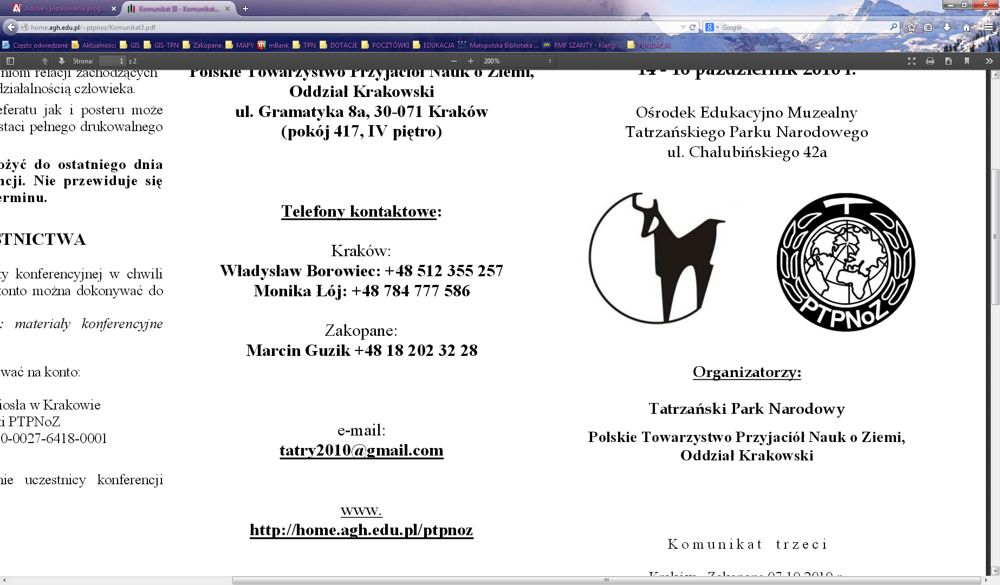 Adobe - Instalowanie prog...
Komunikat III - Komunikat...
home.agh.edu.pl/~ptpnoz/Komunikat3.pdf
Google
Często odwiedzane
Aktualności
GIS
GIS-TPN
Zakopane
MAPY
mBank
TPN
DOTACJE
POCZTÓWKI
EDUKACJA
Małopolska Biblioteka ...
RMF SZANTY - Klang: ...
FUNDACJA
Strona: 1 z 2
200%
niom relacji zachodzących
działalnością człowieka.
eferatu jak i posteru może
staci pełnego drukowalnego
ożyć do ostatniego dnia
ncji. Nie przewiduje się
erminu.
STNICTWA
ty konferencyjnej w chwili
konto można dokonywać do
: materiały konferencyjne
wać na konto:
iosła w Krakowie
ki PTPNoZ
0-0027-6418-0001
nie uczestnicy konferencji
Polskie Towarzystwo Przyjaciół Nauk o Ziemi,
Oddział Krakowski
ul. Gramatyka 8a, 30-071 Kraków
(pokój 417, IV piętro)
Telefony kontaktowe:
Kraków:
Władysław Borowiec: +48 512 355 257
Monika Łój: +48 784 777 586
Zakopane:
Marcin Guzik +48 18 202 32 28
e-mail:
tatry2010@gmail.com
www.
http://home.agh.edu.pl/ptpnoz
14 - 16 październik 2010 r.
Ośrodek Edukacyjno Muzealny
Tatrzańskiego Parku Narodowego
ul. Chałubińskiego 42a
PTPNoZ
Organizatorzy:
Tatrzański Park Narodowy
Polskie Towarzystwo Przyjaciół Nauk o Ziemi,
Oddział Krakowski
Komunikat trzeci
Kraków - Zakopane 07.10.2010 r.